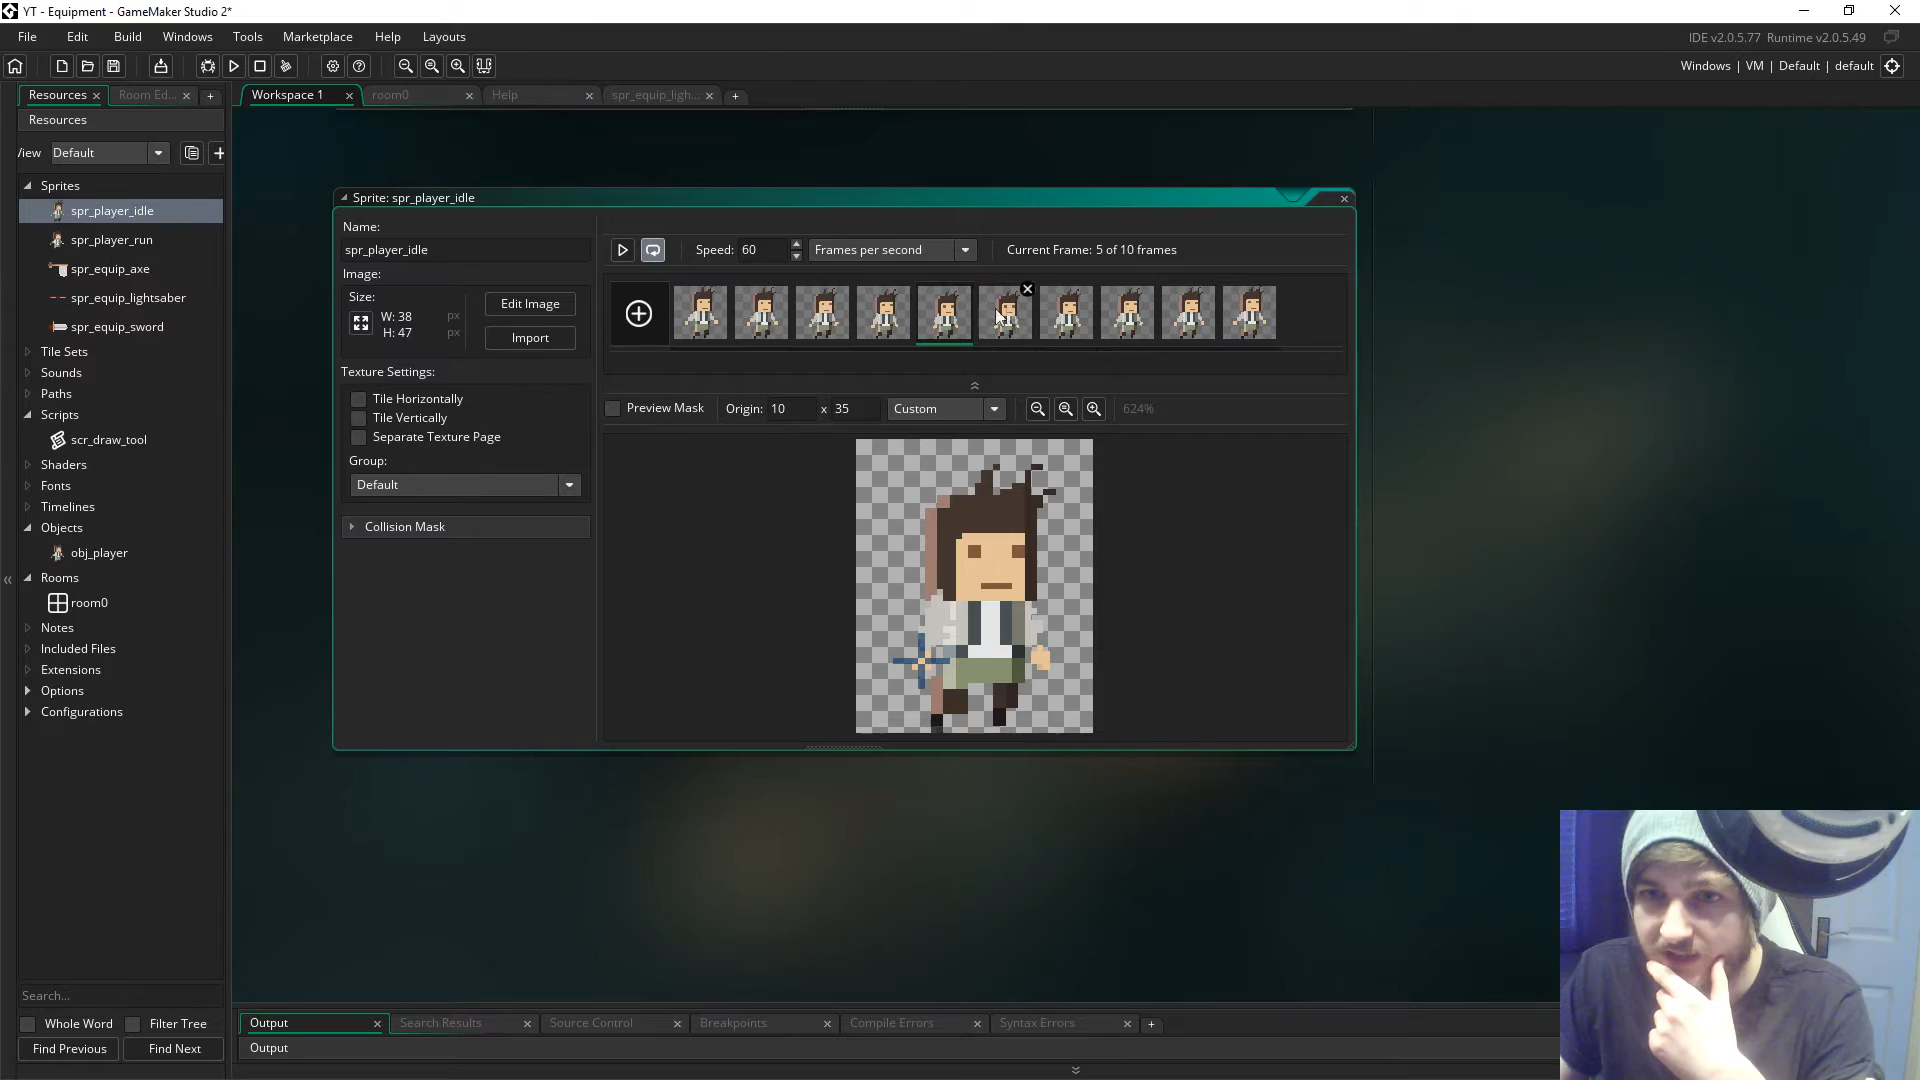 YT - Equipment - GameMaker Studio 2*
File Edit Build Windows Tools Marketplace Help Layouts
IDE v2.0.5.77 Runtime v2.0.5.49
Windows | VM | Default | default
Resources Room Ed... +
Workspace 1 room0 Help spr_equip_ligh... +
Resources
View Default
Sprites
spr_player_idle
spr_player_run
spr_equip_axe
spr_equip_lightsaber
spr_equip_sword
Tile Sets
Sounds
Paths
Scripts
scr_draw_tool
Shaders
Fonts
Timelines
Objects
obj_player
Rooms
room0
Notes
Included Files
Extensions
Options
Configurations
Search...
Whole Word Filter Tree
Find Previous Find Next
Sprite: spr_player_idle
Name:
spr_player_idle
Image:
Size:
W: 38 px
H: 47 px
Edit Image
Import
Texture Settings:
Tile Horizontally
Tile Vertically
Separate Texture Page
Group:
Default
Collision Mask
Speed: 60 Frames per second Current Frame: 5 of 10 frames
Preview Mask Origin: 10 x 35 Custom 624%
Output Search Results Source Control Breakpoints Compile Errors Syntax Errors +
Output